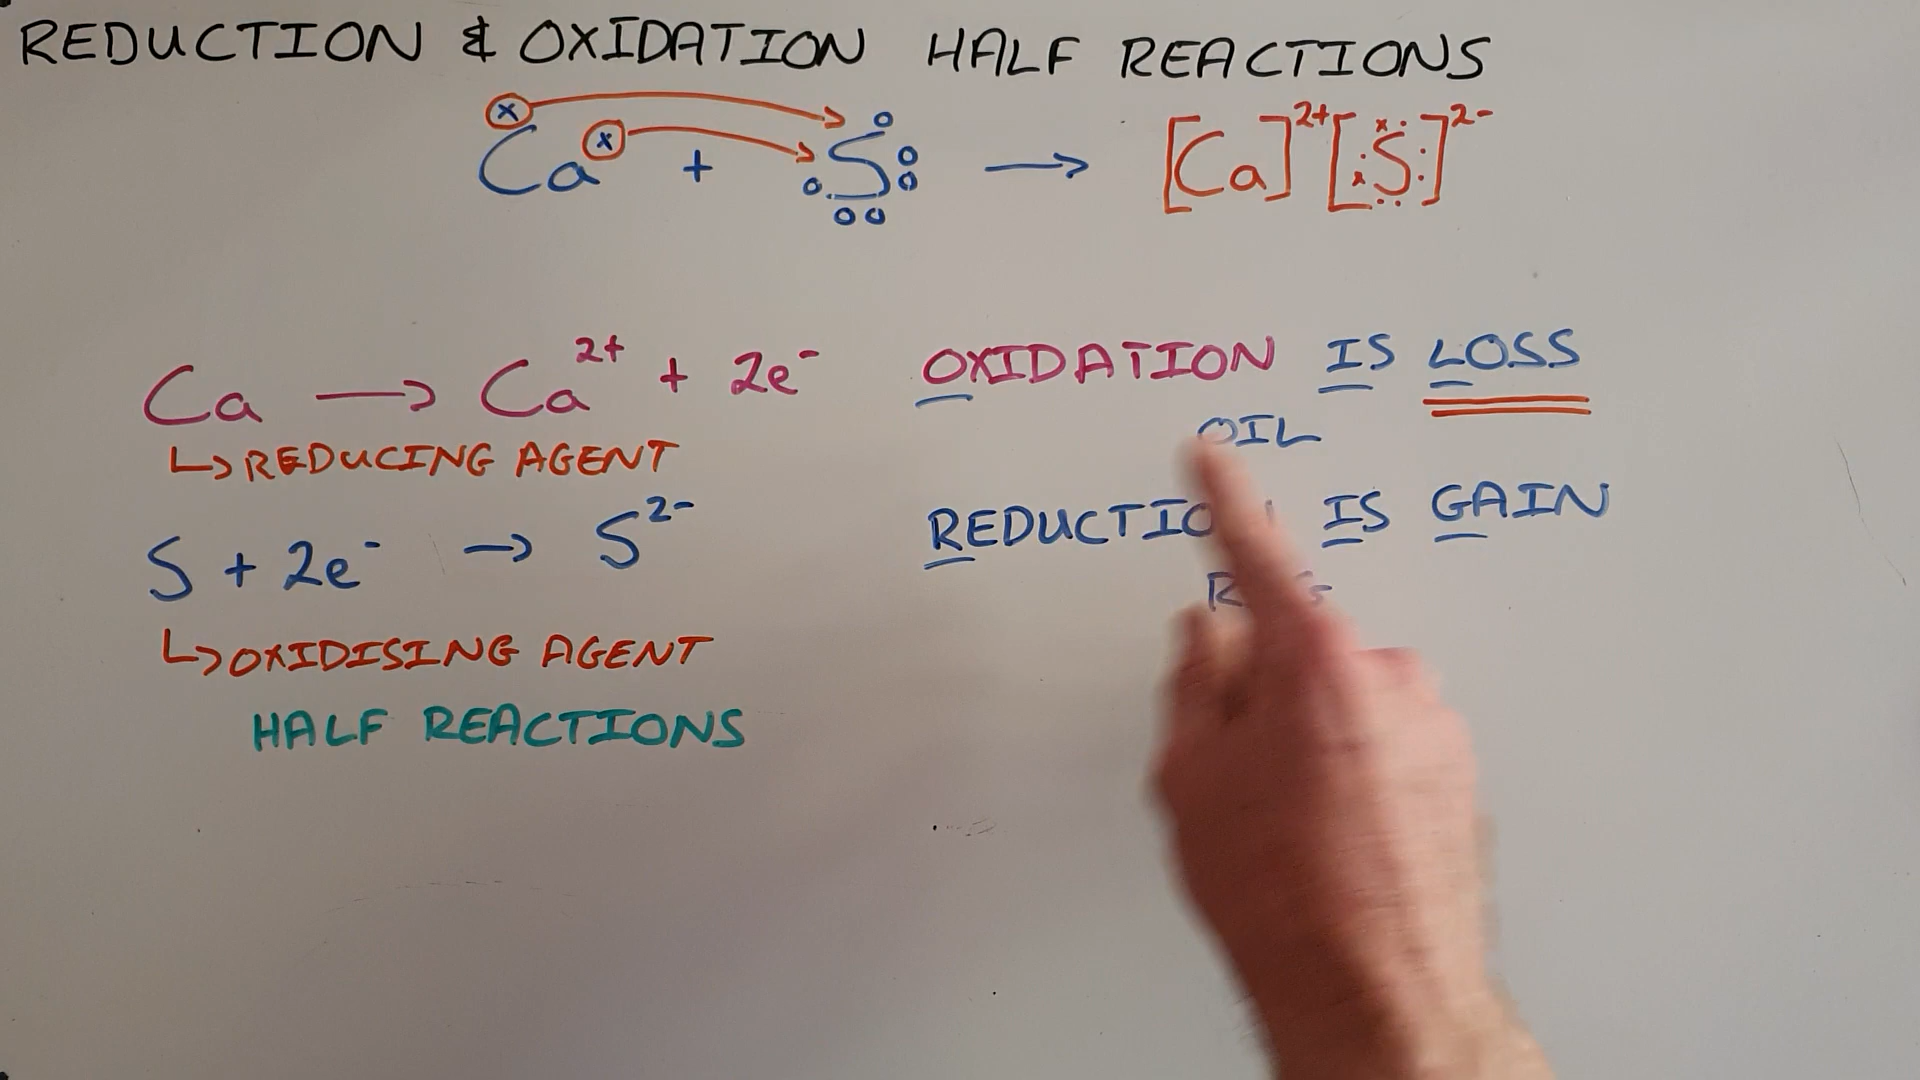 REDUCTION & OXIDATION HALF REACTIONS
Ca + S → [Ca]²⁺ [S]²⁻
Ca → Ca²⁺ + 2e⁻
↳ REDUCING AGENT
S + 2e⁻ → S²⁻
↳ OXIDISING AGENT
HALF REACTIONS
OXIDATION IS LOSS
OIL
IS GAIN